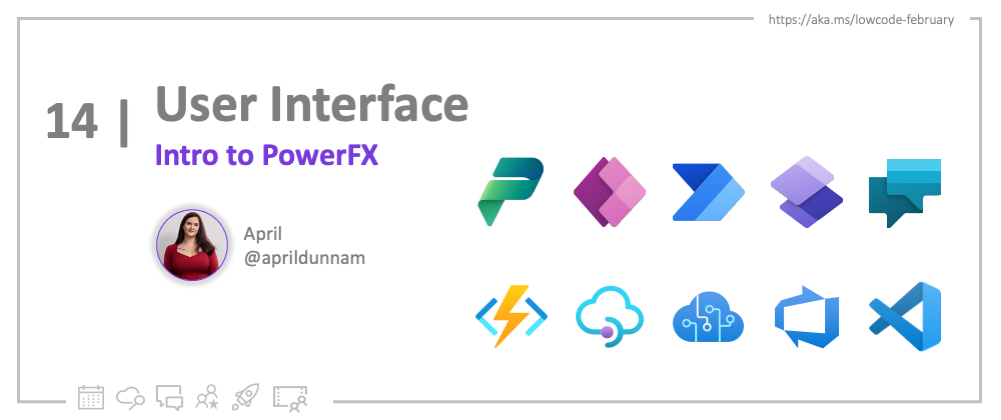 https://aka.ms/lowcode-february
14 |
User Interface
Intro to PowerFX
April
@aprildunnam